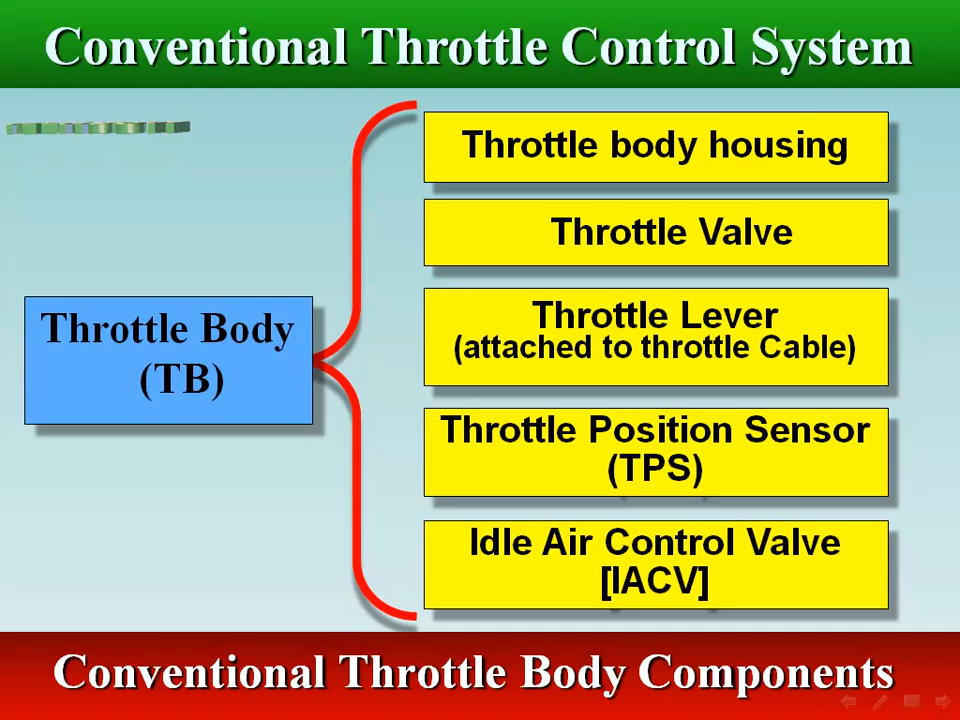 Conventional Throttle Control System
Throttle body housing
Throttle Valve
Throttle Body
(TB)
Throttle Lever
(attached to throttle Cable)
Throttle Position Sensor
(TPS)
Idle Air Control Valve
[IACV]
Conventional Throttle Body Components